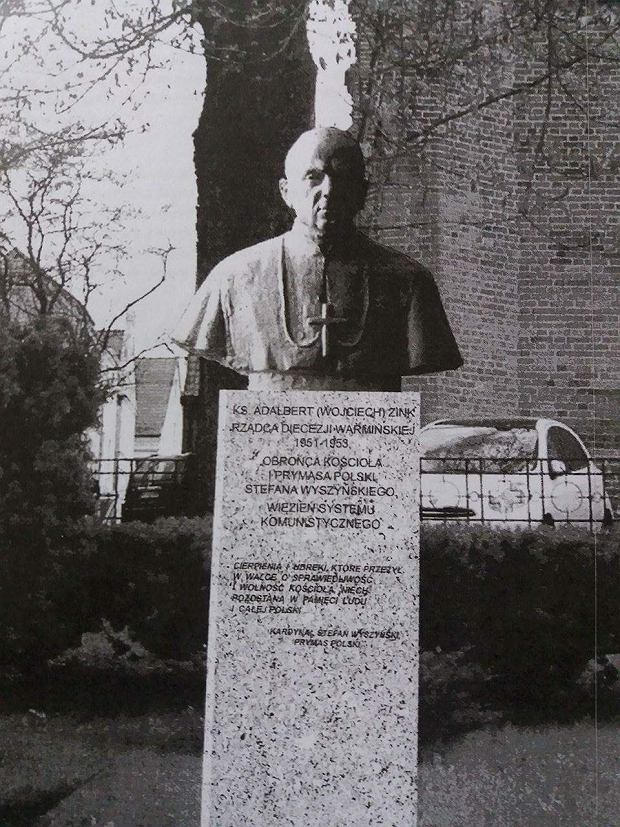 KS. ADALBERT (WOJCIECH) ZINK
RZĄDCA DIECEZJI WARMIŃSKIEJ
1951-1953
OBROŃCA KOŚCIOŁA
I PRYMASA POLSKI
STEFANA WYSZYŃSKIEGO,
WIĘZIEŃ SYSTEMU
KOMUNISTYCZNEGO
CIERPIENIA I UDRĘKI, KTÓRE PRZEŻYŁ
W WALCE O SPRAWIEDLIWOŚĆ
I WOLNOŚĆ KOŚCIOŁA, NIECH
POZOSTANĄ W PAMIĘCI LUDU
I CAŁEJ POLSKI
KARDYNAŁ STEFAN WYSZYŃSKI,
PRYMAS POLSKI